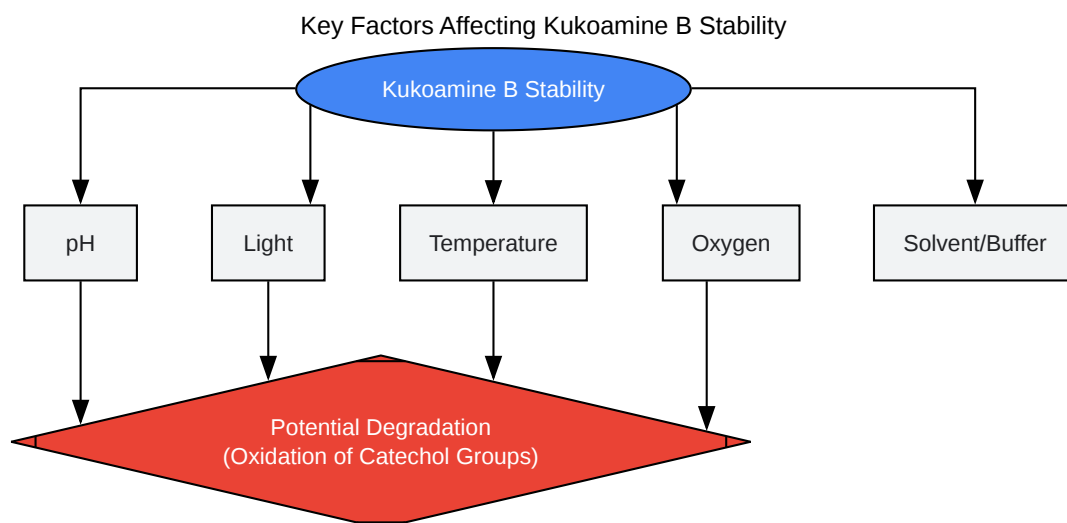 Key Factors Affecting Kukoamine B Stability
Kukoamine B Stability
pH
Light
Temperature
Oxygen
Solvent/Buffer
Potential Degradation
(Oxidation of Catechol Groups)